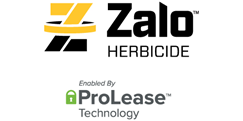 Zalo™
HERBICIDE
Enabled By
ProLease™
Technology